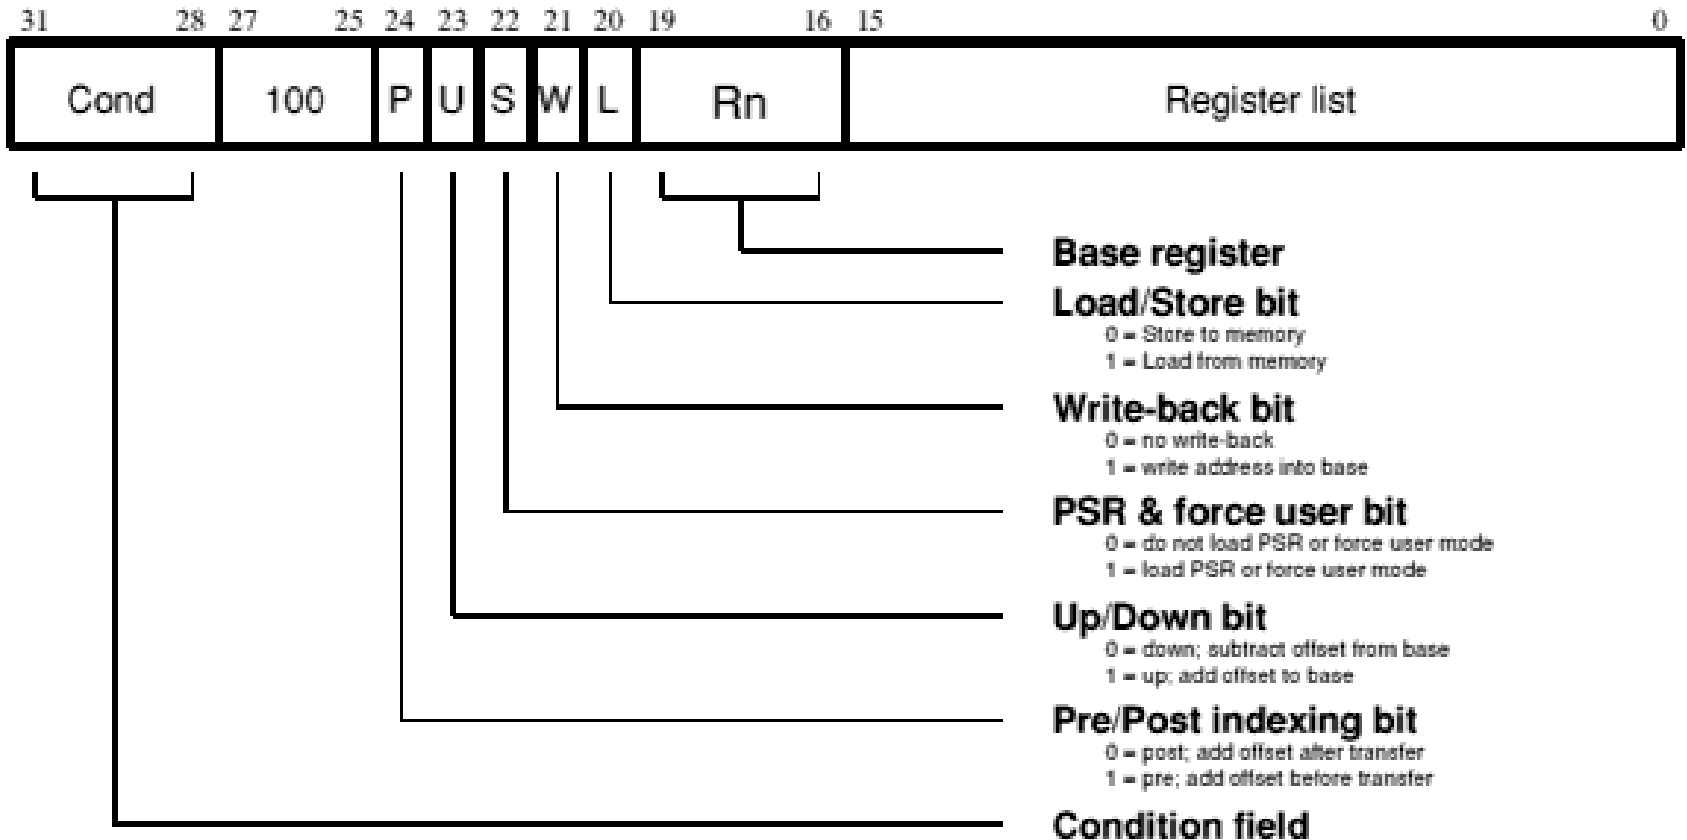 31 28 27 25 24 23 22 21 20 19 16 15 0
Cond 100 P U S W L Rn Register list
Base register
Load/Store bit
0 = Store to memory
1 = Load from memory
Write-back bit
0 = no write-back
1 = write address into base
PSR & force user bit
0 = do not load PSR or force user mode
1 = load PSR or force user mode
Up/Down bit
0 = down; subtract offset from base
1 = up; add offset to base
Pre/Post indexing bit
0 = post; add offset after transfer
1 = pre; add offset before transfer
Condition field